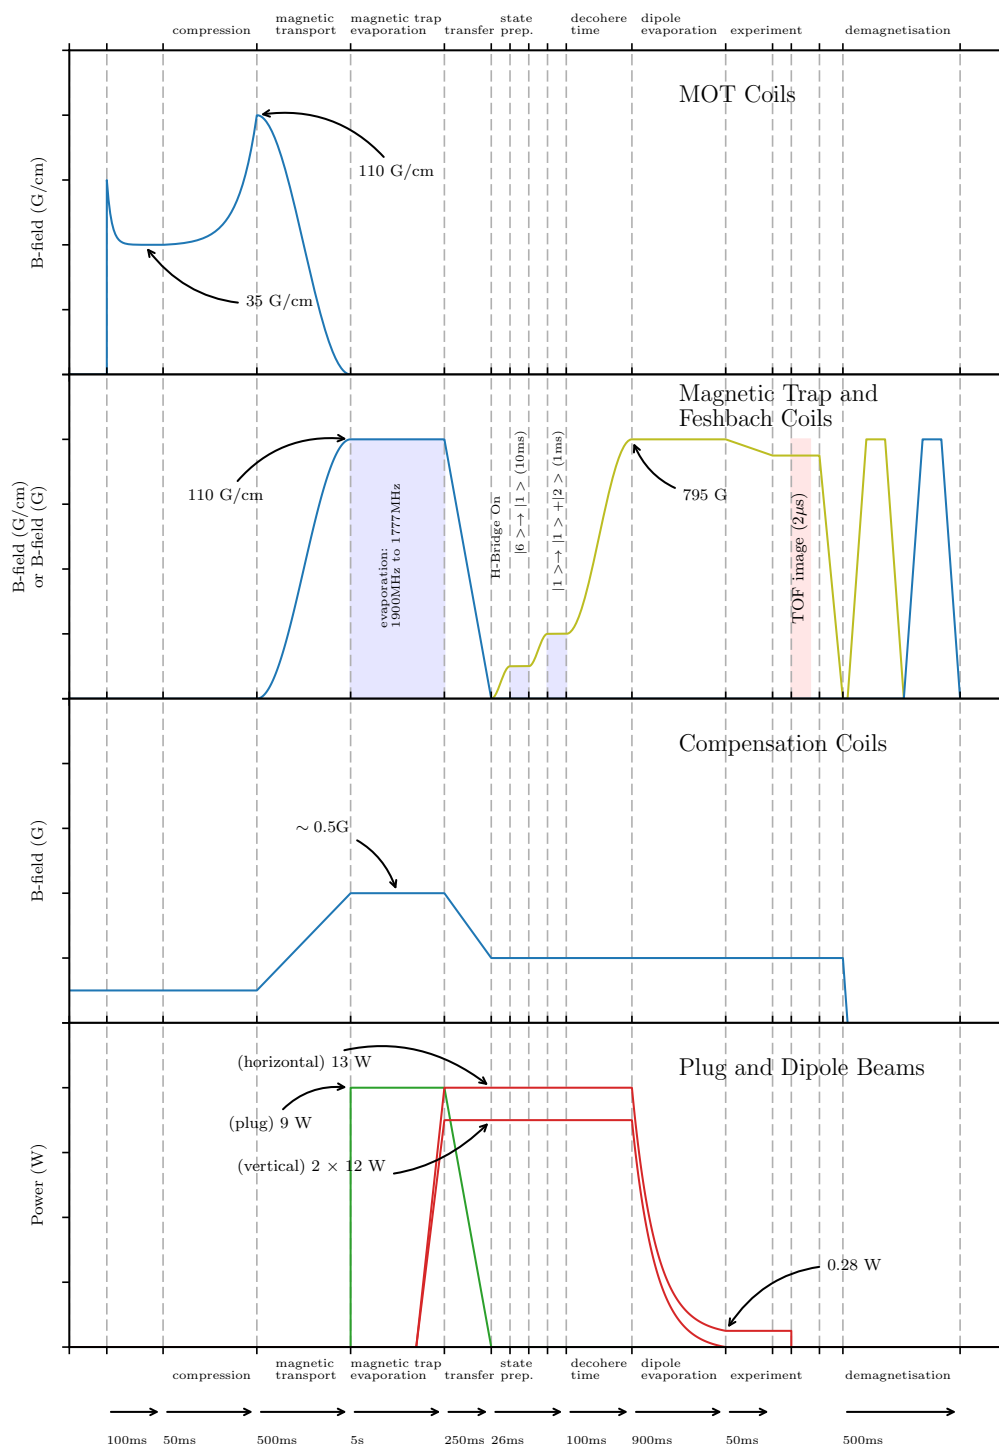 compression
magnetic
transport
magnetic trap
evaporation
transfer
state
prep.
decohere
time
dipole
evaporation
experiment
demagnetisation
MOT Coils
B-field (G/cm)
110 G/cm
35 G/cm
Magnetic Trap and
Feshbach Coils
B-field (G/cm)
or B-field (G)
110 G/cm
evaporation:
1900MHz to 1777MHz
H-Bridge On
|6 >→ |1 > (10ms)
|1 >→ |1 > +|2 > (1ms)
795 G
TOF image (2μs)
Compensation Coils
B-field (G)
∼ 0.5G
Plug and Dipole Beams
Power (W)
(horizontal) 13 W
(plug) 9 W
(vertical) 2 × 12 W
0.28 W
compression
magnetic
transport
magnetic trap
evaporation
transfer
state
prep.
decohere
time
dipole
evaporation
experiment
demagnetisation
100ms 50ms 500ms 5s 250ms 26ms 100ms 900ms 50ms 500ms